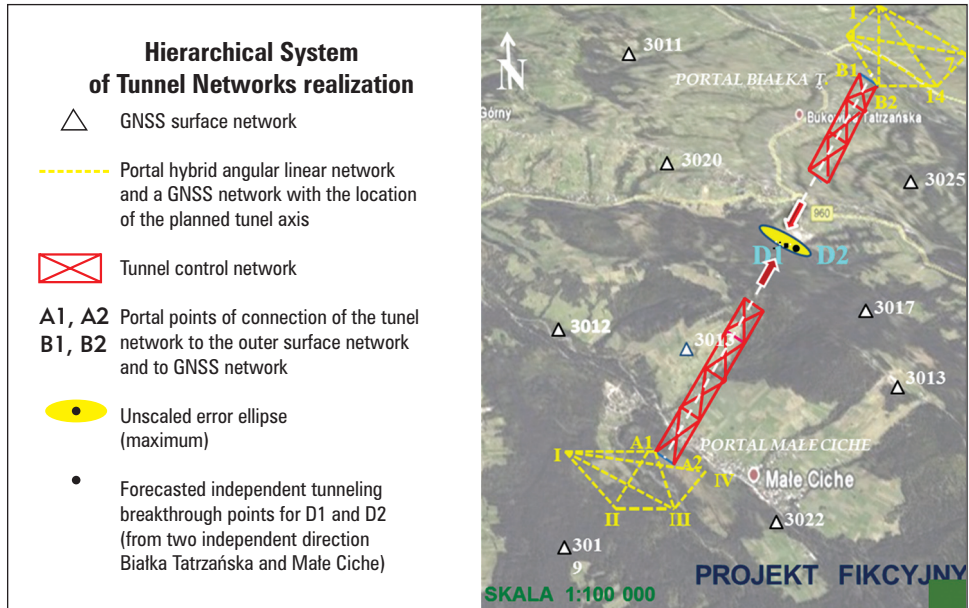 Hierarchical System
of Tunnel Networks realization
GNSS surface network
Portal hybrid angular linear network
and a GNSS network with the location
of the planned tunel axis
Tunnel control network
A1, A2 Portal points of connection of the tunel
B1, B2 network to the outer surface network
and to GNSS network
Unscaled error ellipse
(maximum)
Forecasted independent tunneling
breakthrough points for D1 and D2
(from two independent direction
Białka Tatrzańska and Małe Ciche)
I
3011
N
7
B1
PORTAL BIAŁKA T.
B2
14
Górny
Bukowina Tatrzańska
3020
3025
960
D1 D2
3017
3012
3013
3013
A1
PORTAL MAŁE CICHE
I
A2
IV
Małe Ciche
II
III
3022
301
9
PROJEKT FIKCYJNY
SKALA 1:100 000